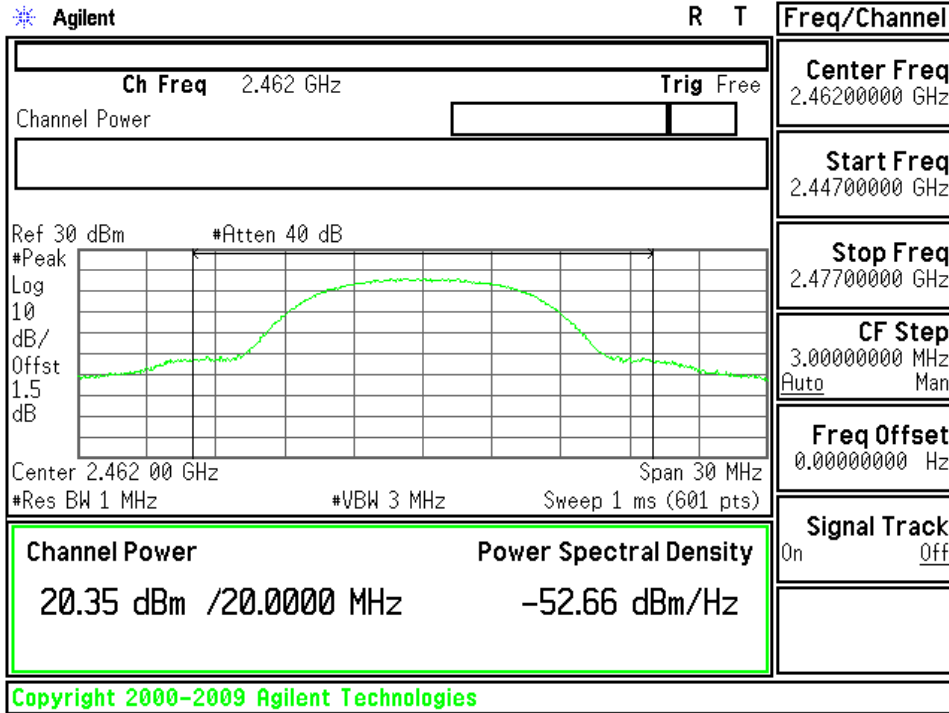 Agilent R T
Freq/Channel
Ch Freq 2.462 GHz Trig Free
Channel Power
Center Freq
2.46200000 GHz
Start Freq
2.44700000 GHz
Stop Freq
2.47700000 GHz
CF Step
3.00000000 MHz
Auto Man
Freq Offset
0.00000000 Hz
Signal Track
On Off
Ref 30 dBm #Atten 40 dB
#Peak
Log
10
dB/
Offst
1.5
dB
Center 2.462 00 GHz Span 30 MHz
#Res BW 1 MHz #VBW 3 MHz Sweep 1 ms (601 pts)
Channel Power Power Spectral Density
20.35 dBm /20.0000 MHz -52.66 dBm/Hz
Copyright 2000-2009 Agilent Technologies